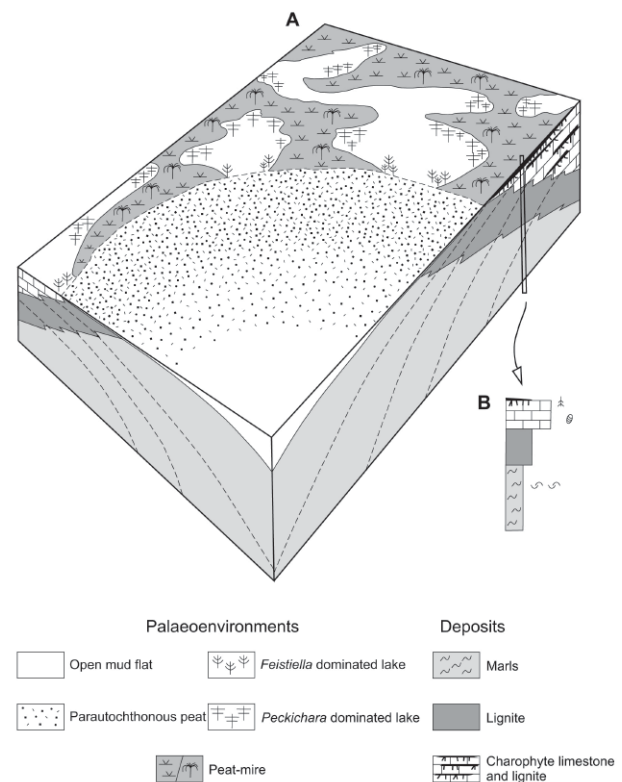 A
B
Palaeoenvironments
Deposits
Open mud flat
Feistiella dominated lake
Marls
Parautochthonous peat
Peckichara dominated lake
Lignite
Peat-mire
Charophyte limestone
and lignite